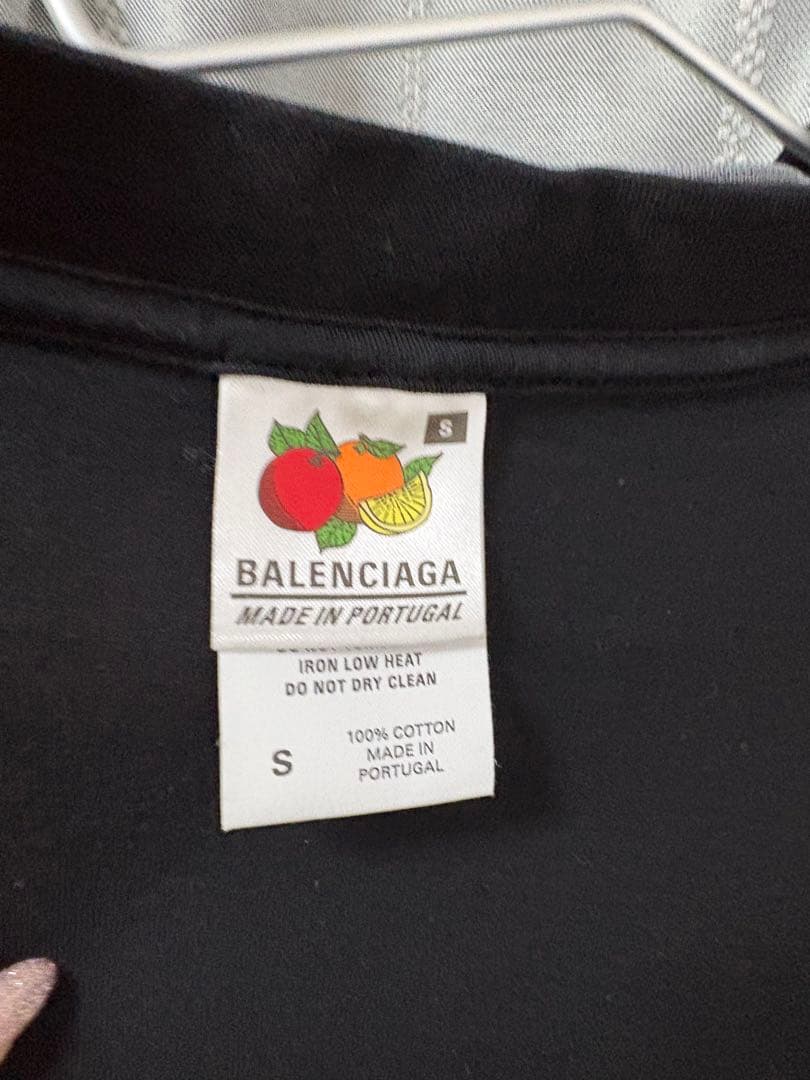 S
BALENCIAGA
MADE IN PORTUGAL
IRON LOW HEAT
DO NOT DRY CLEAN
100% COTTON
MADE IN
PORTUGAL
S